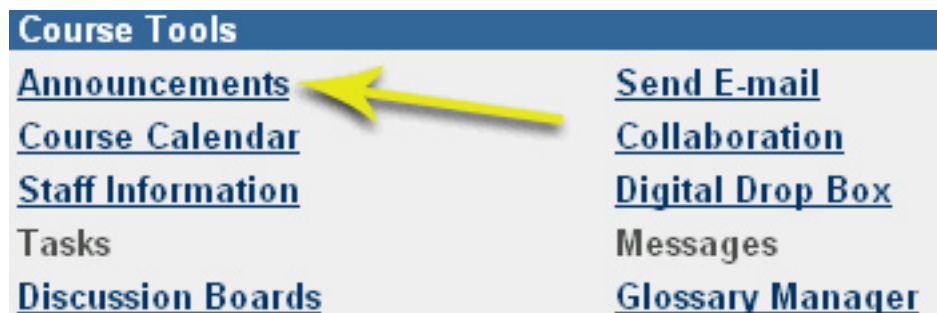 Course Tools
Announcements
Send E-mail
Course Calendar
Collaboration
Staff Information
Digital Drop Box
Tasks
Messages
Discussion Boards
Glossary Manager